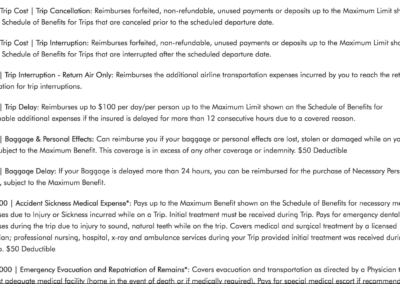 Trip Cost | Trip Cancellation: Reimburses forfeited, non-refundable, unused payments or deposits up to the Maximum Limit
Schedule of Benefits for Trips that are canceled prior to the scheduled departure date.
Trip Cost | Trip Interruption: Reimburses forfeited, non-refundable, unused payments or deposits up to the Maximum Limit
Schedule of Benefits for Trips that are interrupted after the scheduled departure date.
| Trip Interruption - Return Air Only: Reimburses the additional airline transportation expenses incurred by you to reach the
for trip interruptions.
| Trip Delay: Reimburses up to $100 per day/per person up to the Maximum Limit shown on the Schedule of Benefits for
additional expenses if the insured is delayed for more than 12 consecutive hours due to a covered reason.
| Baggage & Personal Effects: Can reimburse you if your baggage or personal effects are lost, stolen or damaged while on
subject to the Maximum Benefit. This coverage is in excess of any other coverage or indemnity. $50 Deductible
| Baggage Delay: If your Baggage is delayed more than 24 hours, you can be reimbursed for the purchase of Necessary
, subject to the Maximum Benefit.
00 | Accident Sickness Medical Expense*: Pays up to the Maximum Benefit shown on the Schedule of Benefits for necessary
due to Injury or Sickness incurred while on a Trip. Initial treatment must be received during Trip. Pays for emergency
during the trip due to injury to sound, natural teeth while on the trip. Covers medical and surgical treatment by a licensed
; professional nursing, hospital, x-ray and ambulance services during your Trip provided initial treatment was received
. $50 Deductible
000 | Emergency Evacuation and Repatriation of Remains*: Covers evacuation and transportation as directed by a Physician
adequate medical facility (home in the event of death or if medically required). Pays for special medical escort if